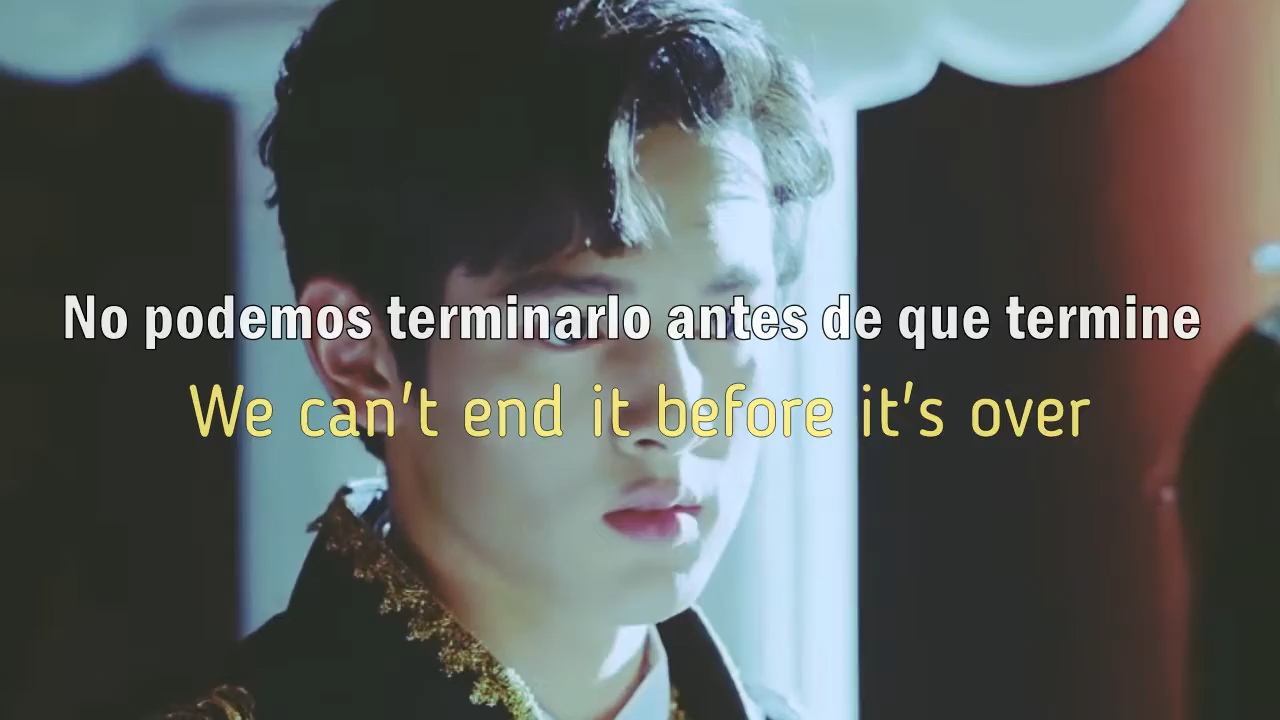 No podemos terminarlo antes de que termine
We can't end it before it's over